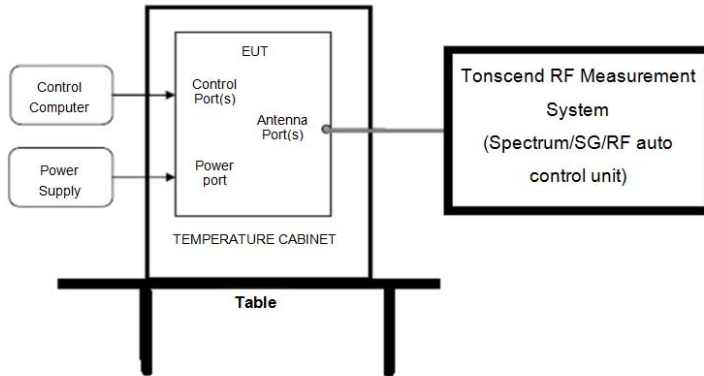 EUT
Control
Computer
Control
Port(s)
Antenna
Port(s)
Power
Supply
Power
port
TEMPERATURE CABINET
Table
Tonscend RF Measurement
System
(Spectrum/SG/RF auto
control unit)